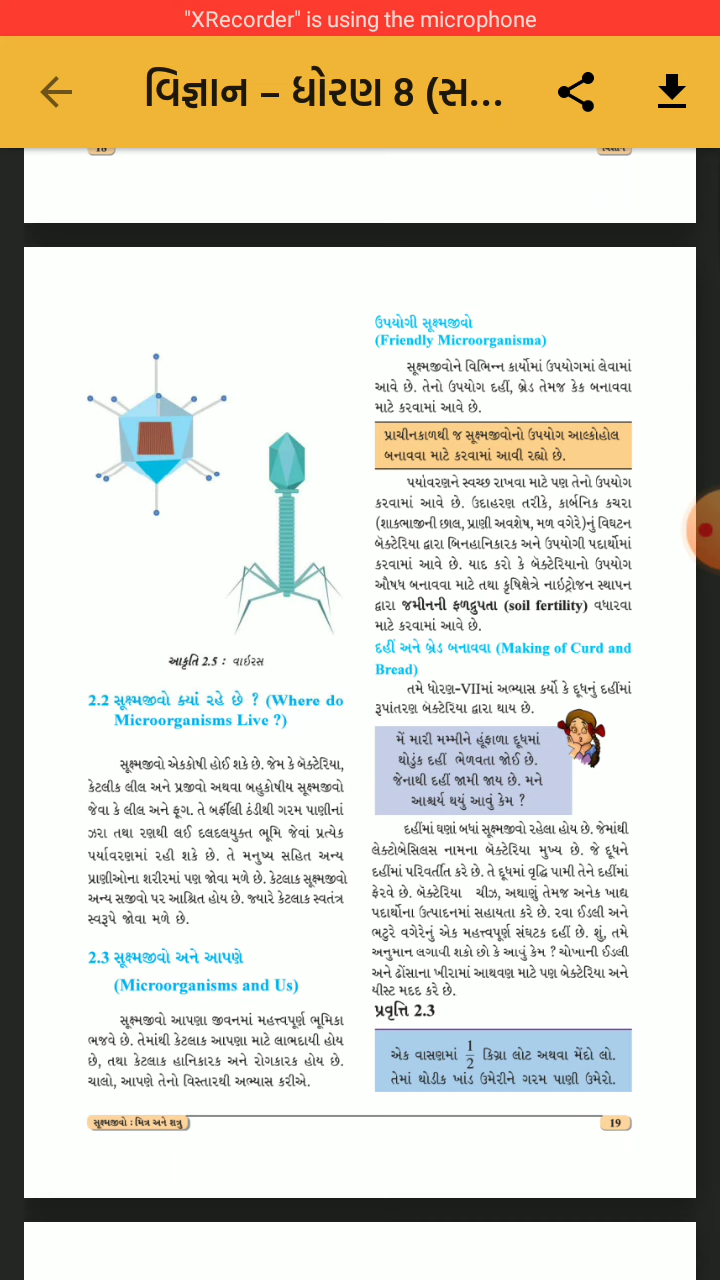 "XRecorder" is using the microphone
વિજ્ઞાન – ધોરણ 8 (સ...
18
વિજ્ઞાન
આકૃતિ 2.5 : વાઇરસ
2.2 સૂક્ષ્મજીવો ક્યાં રહે છે ? (Where do
Microorganisms Live ?)
સૂક્ષ્મજીવો એકકોષી હોઈ શકે છે. જેમ કે બૅક્ટેરિયા,
કેટલીક લીલ અને પ્રજીવો અથવા બહુકોષીય સૂક્ષ્મજીવો
જેવા કે લીલ અને ફૂગ. તે બર્ફીલી ઠંડીથી ગરમ પાણીનાં
ઝરા તથા રણથી લઈ દલદલયુક્ત ભૂમિ જેવાં પ્રત્યેક
પર્યાવરણમાં રહી શકે છે. તે મનુષ્ય સહિત અન્ય
પ્રાણીઓના શરીરમાં પણ જોવા મળે છે. કેટલાક સૂક્ષ્મજીવો
અન્ય સજીવો પર આશ્રિત હોય છે. જ્યારે કેટલાક સ્વતંત્ર
સ્વરૂપે જોવા મળે છે.
2.3 સૂક્ષ્મજીવો અને આપણે
(Microorganisms and Us)
સૂક્ષ્મજીવો આપણા જીવનમાં મહત્ત્વપૂર્ણ ભૂમિકા
ભજવે છે. તેમાંથી કેટલાક આપણા માટે લાભદાયી હોય
છે, તથા કેટલાક હાનિકારક અને રોગકારક હોય છે.
ચાલો, આપણે તેનો વિસ્તારથી અભ્યાસ કરીએ.
ઉપયોગી સૂક્ષ્મજીવો
(Friendly Microorganisma)
સૂક્ષ્મજીવોને વિભિન્ન કાર્યોમાં ઉપયોગમાં લેવામાં
આવે છે. તેનો ઉપયોગ દહીં, બ્રેડ તેમજ કેક બનાવવા
માટે કરવામાં આવે છે.
પ્રાચીનકાળથી જ સૂક્ષ્મજીવોનો ઉપયોગ આલ્કોહોલ
બનાવવા માટે કરવામાં આવી રહ્યો છે.
પર્યાવરણને સ્વચ્છ રાખવા માટે પણ તેનો ઉપયોગ
કરવામાં આવે છે. ઉદાહરણ તરીકે, કાર્બનિક કચરા
(શાકભાજીની છાલ, પ્રાણી અવશેષ, મળ વગેરે)નું વિઘટન
બૅક્ટેરિયા દ્વારા બિનહાનિકારક અને ઉપયોગી પદાર્થોમાં
કરવામાં આવે છે. યાદ કરો કે બૅક્ટેરિયાનો ઉપયોગ
ઔષધ બનાવવા માટે તથા કૃષિક્ષેત્રે નાઇટ્રોજન સ્થાપન
દ્વારા જમીનની ફળદ્રુપતા (soil fertility) વધારવા
માટે કરવામાં આવે છે.
દહીં અને બ્રેડ બનાવવા (Making of Curd and
Bread)
તમે ધોરણ-VIIમાં અભ્યાસ કર્યો કે દૂધનું દહીંમાં
રૂપાંતરણ બૅક્ટેરિયા દ્વારા થાય છે.
મેં મારી મમ્મીને હૂંફાળા દૂધમાં
થોડુંક દહીં ભેળવતા જોઈ છે.
જેનાથી દહીં જામી જાય છે. મને
આશ્ચર્ય થયું આવું કેમ ?
દહીંમાં ઘણાં બધાં સૂક્ષ્મજીવો રહેલા હોય છે. જેમાંથી
લેક્ટોબેસિલસ નામના બૅક્ટેરિયા મુખ્ય છે. જે દૂધને
દહીંમાં પરિવર્તીત કરે છે. તે દૂધમાં વૃદ્ધિ પામી તેને દહીંમાં
ફેરવે છે. બૅક્ટેરિયા ચીઝ, અથાણું તેમજ અનેક ખાદ્ય
પદાર્થોના ઉત્પાદનમાં સહાયતા કરે છે. રવા ઈડલી અને
ભટુરે વગેરેનું એક મહત્ત્વપૂર્ણ સંઘટક દહીં છે. શું, તમે
અનુમાન લગાવી શકો છો કે આવું કેમ ? ચોખાની ઈડલી
અને ઢોંસાના ખીરામાં આથવણ માટે પણ બેક્ટેરિયા અને
યીસ્ટ મદદ કરે છે.
પ્રવૃત્તિ 2.3
એક વાસણમાં 1/2 કિગ્રા લોટ અથવા મેંદો લો.
તેમાં થોડીક ખાંડ ઉમેરીને ગરમ પાણી ઉમેરો.
સૂક્ષ્મજીવો : મિત્ર અને શત્રુ
19